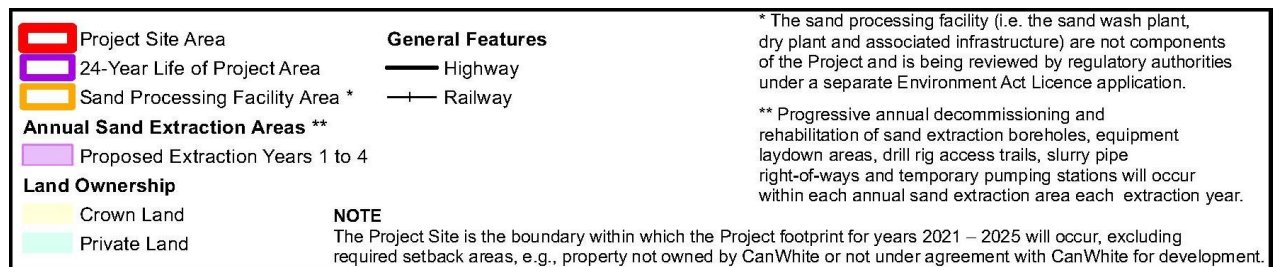 Project Site Area
24-Year Life of Project Area
Sand Processing Facility Area *
Annual Sand Extraction Areas **
Proposed Extraction Years 1 to 4
Land Ownership
Crown Land
Private Land
General Features
Highway
Railway
* The sand processing facility (i.e. the sand wash plant,
dry plant and associated infrastructure) are not components
of the Project and is being reviewed by regulatory authorities
under a separate Environment Act Licence application.
** Progressive annual decommissioning and
rehabilitation of sand extraction boreholes, equipment
laydown areas, drill rig access trails, slurry pipe
right-of-ways and temporary pumping stations will occur
within each annual sand extraction area each extraction year.
NOTE
The Project Site is the boundary within which the Project footprint for years 2021 – 2025 will occur, excluding
required setback areas, e.g., property not owned by CanWhite or not under agreement with CanWhite for development.